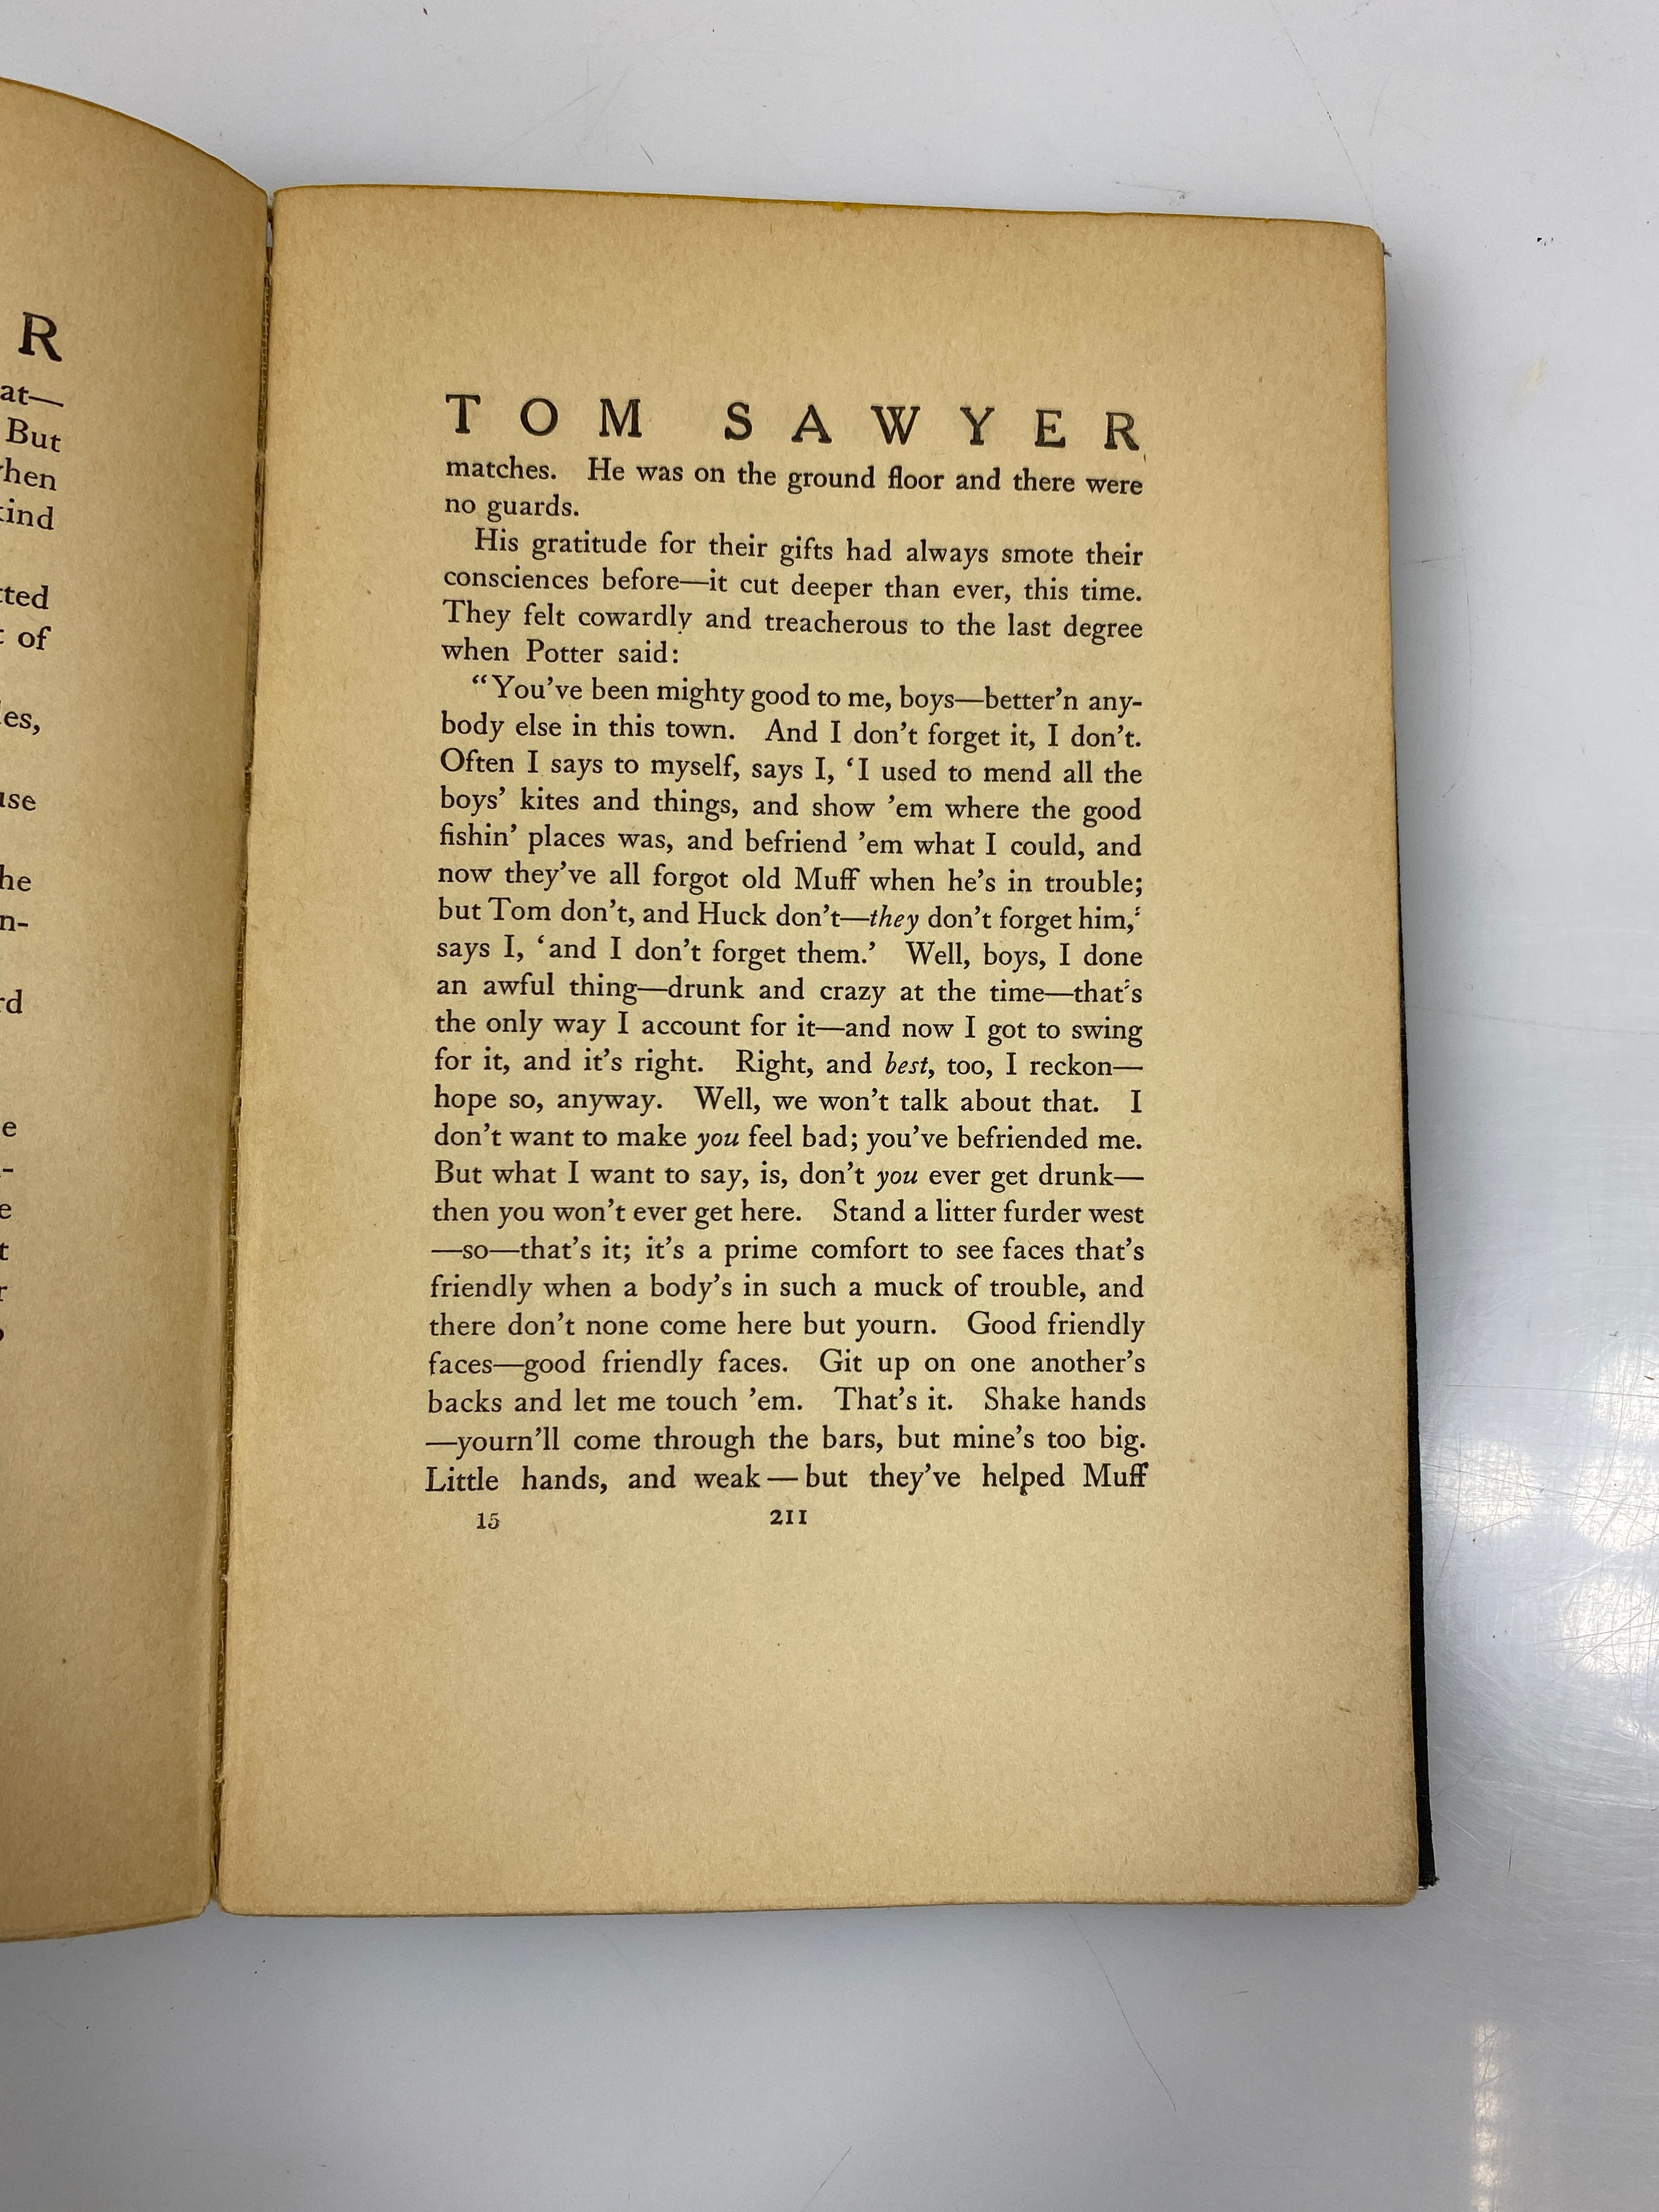 R
at—
But
when
kind
tted
t of
les,
use
he
n-
rd
e
-
e
t
r
TOM SAWYER
matches. He was on the ground floor and there were
no guards.
His gratitude for their gifts had always smote their
consciences before—it cut deeper than ever, this time.
They felt cowardly and treacherous to the last degree
when Potter said:
“You’ve been mighty good to me, boys—better’n any-
body else in this town. And I don’t forget it, I don’t.
Often I says to myself, says I, ‘I used to mend all the
boys’ kites and things, and show ’em where the good
fishin’ places was, and befriend ’em what I could, and
now they’ve all forgot old Muff when he’s in trouble;
but Tom don’t, and Huck don’t—they don’t forget him,’
says I, ‘and I don’t forget them.’ Well, boys, I done
an awful thing—drunk and crazy at the time—that’s
the only way I account for it—and now I got to swing
for it, and it’s right. Right, and best, too, I reckon—
hope so, anyway. Well, we won’t talk about that. I
don’t want to make you feel bad; you’ve befriended me.
But what I want to say, is, don’t you ever get drunk—
then you won’t ever get here. Stand a litter furder west
—so—that’s it; it’s a prime comfort to see faces that’s
friendly when a body’s in such a muck of trouble, and
there don’t none come here but yourn. Good friendly
faces—good friendly faces. Git up on one another’s
backs and let me touch ’em. That’s it. Shake hands
—yourn’ll come through the bars, but mine’s too big.
Little hands, and weak—but they’ve helped Muff
15 211